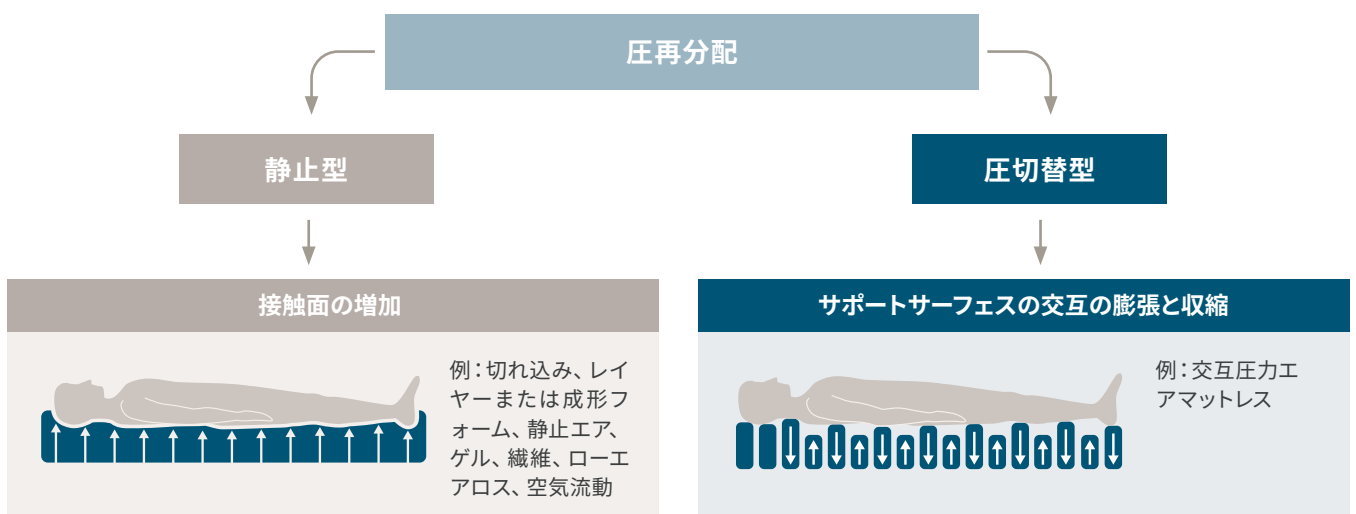 圧再分配
静止型
圧切替型
接触面の増加
サポートサーフェスの交互の膨張と収縮
例：切れ込み、レイ
ヤーまたは成形フ
ォーム、静止エア、
ゲル、繊維、ローエ
アロス、空気流動
例：交互圧力エ
アマットレス